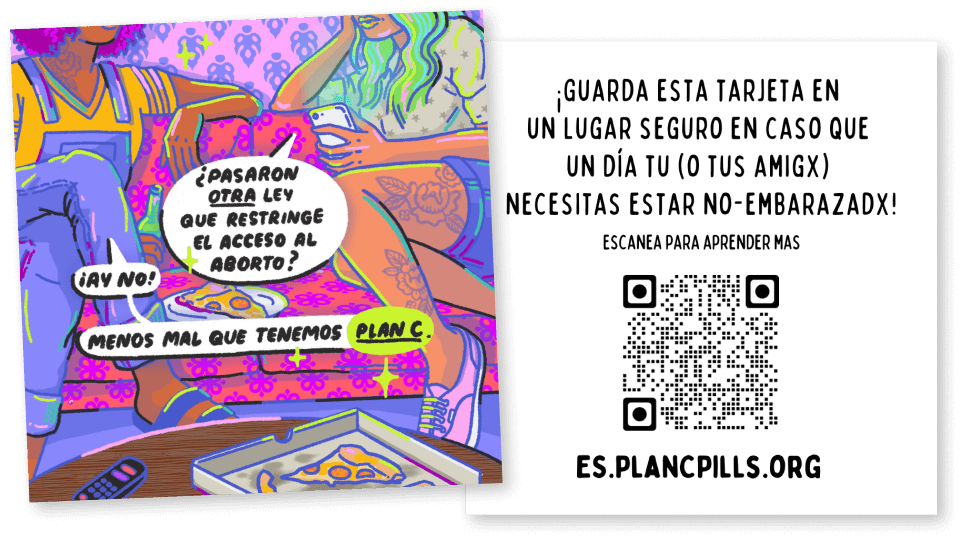 ¿PASARON
OTRA LEY
QUE RESTRINGE
EL ACCESO AL
ABORTO?
¡AY NO!
MENOS MAL QUE TENEMOS PLAN C.
¡GUARDA ESTA TARJETA EN
UN LUGAR SEGURO EN CASO QUE
UN DÍA TU (O TUS AMIGX)
NECESITAS ESTAR NO-EMBARAZADX!
ESCANEA PARA APRENDER MAS
ES.PLANCPILLS.ORG